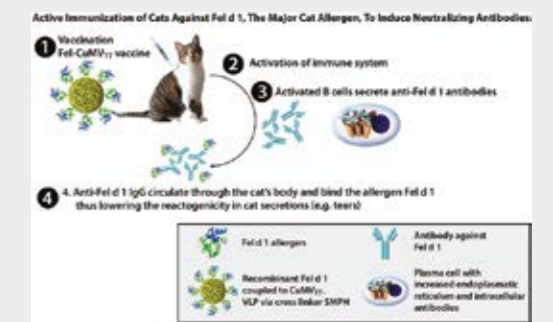 Active Immunization of Cats Against Fel d 1, The Major Cat Allergen, To Induce Neutralizing Antibodies.
1 Vaccination
Fel-CuMVTT vaccine
2 Activation of immune system
3 Activated B cells secrete anti-Fel d 1 antibodies
4 4. Anti-Fel d 1 IgG circulate through the cat's body and bind the allergen Fel d 1
thus lowering the reactogenicity in cat secretions (e.g. tears)
Fel d 1 allergen
Antibody against
Fel d 1
Recombinant Fel d 1
coupled to CuMVTT-
VLP via cross linker SMPH
Plasma cell with
increased endoplasmatic
reticulum and intracellular
antibodies